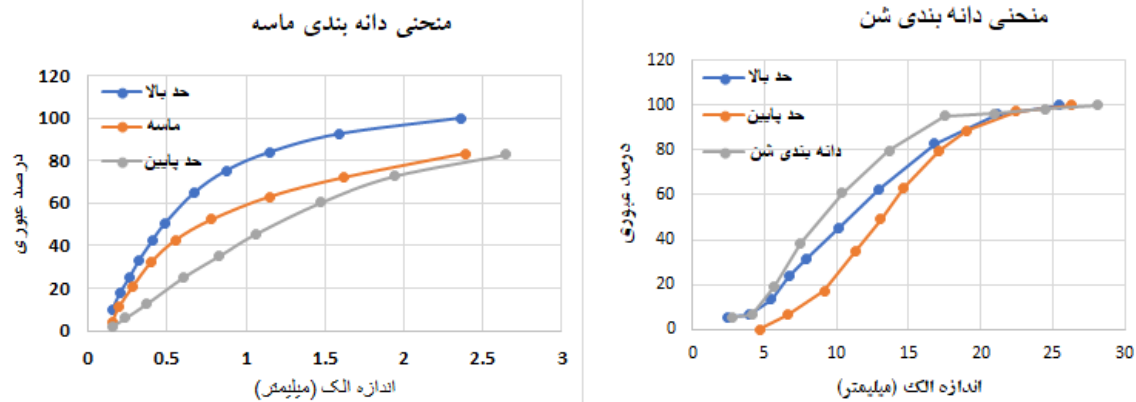 منحنی دانه بندی ماسه
حد بالا
ماسه
حد پایین
درصد عبوری
120
100
80
60
40
20
0
0 0.5 1 1.5 2 2.5 3
اندازه الک (میلیمتر)
منحنی دانه بندی شن
حد بالا
حد پایین
دانه بندی شن
درصد عبوری
120
100
80
60
40
20
0
0 5 10 15 20 25 30
اندازه الک (میلیمتر)